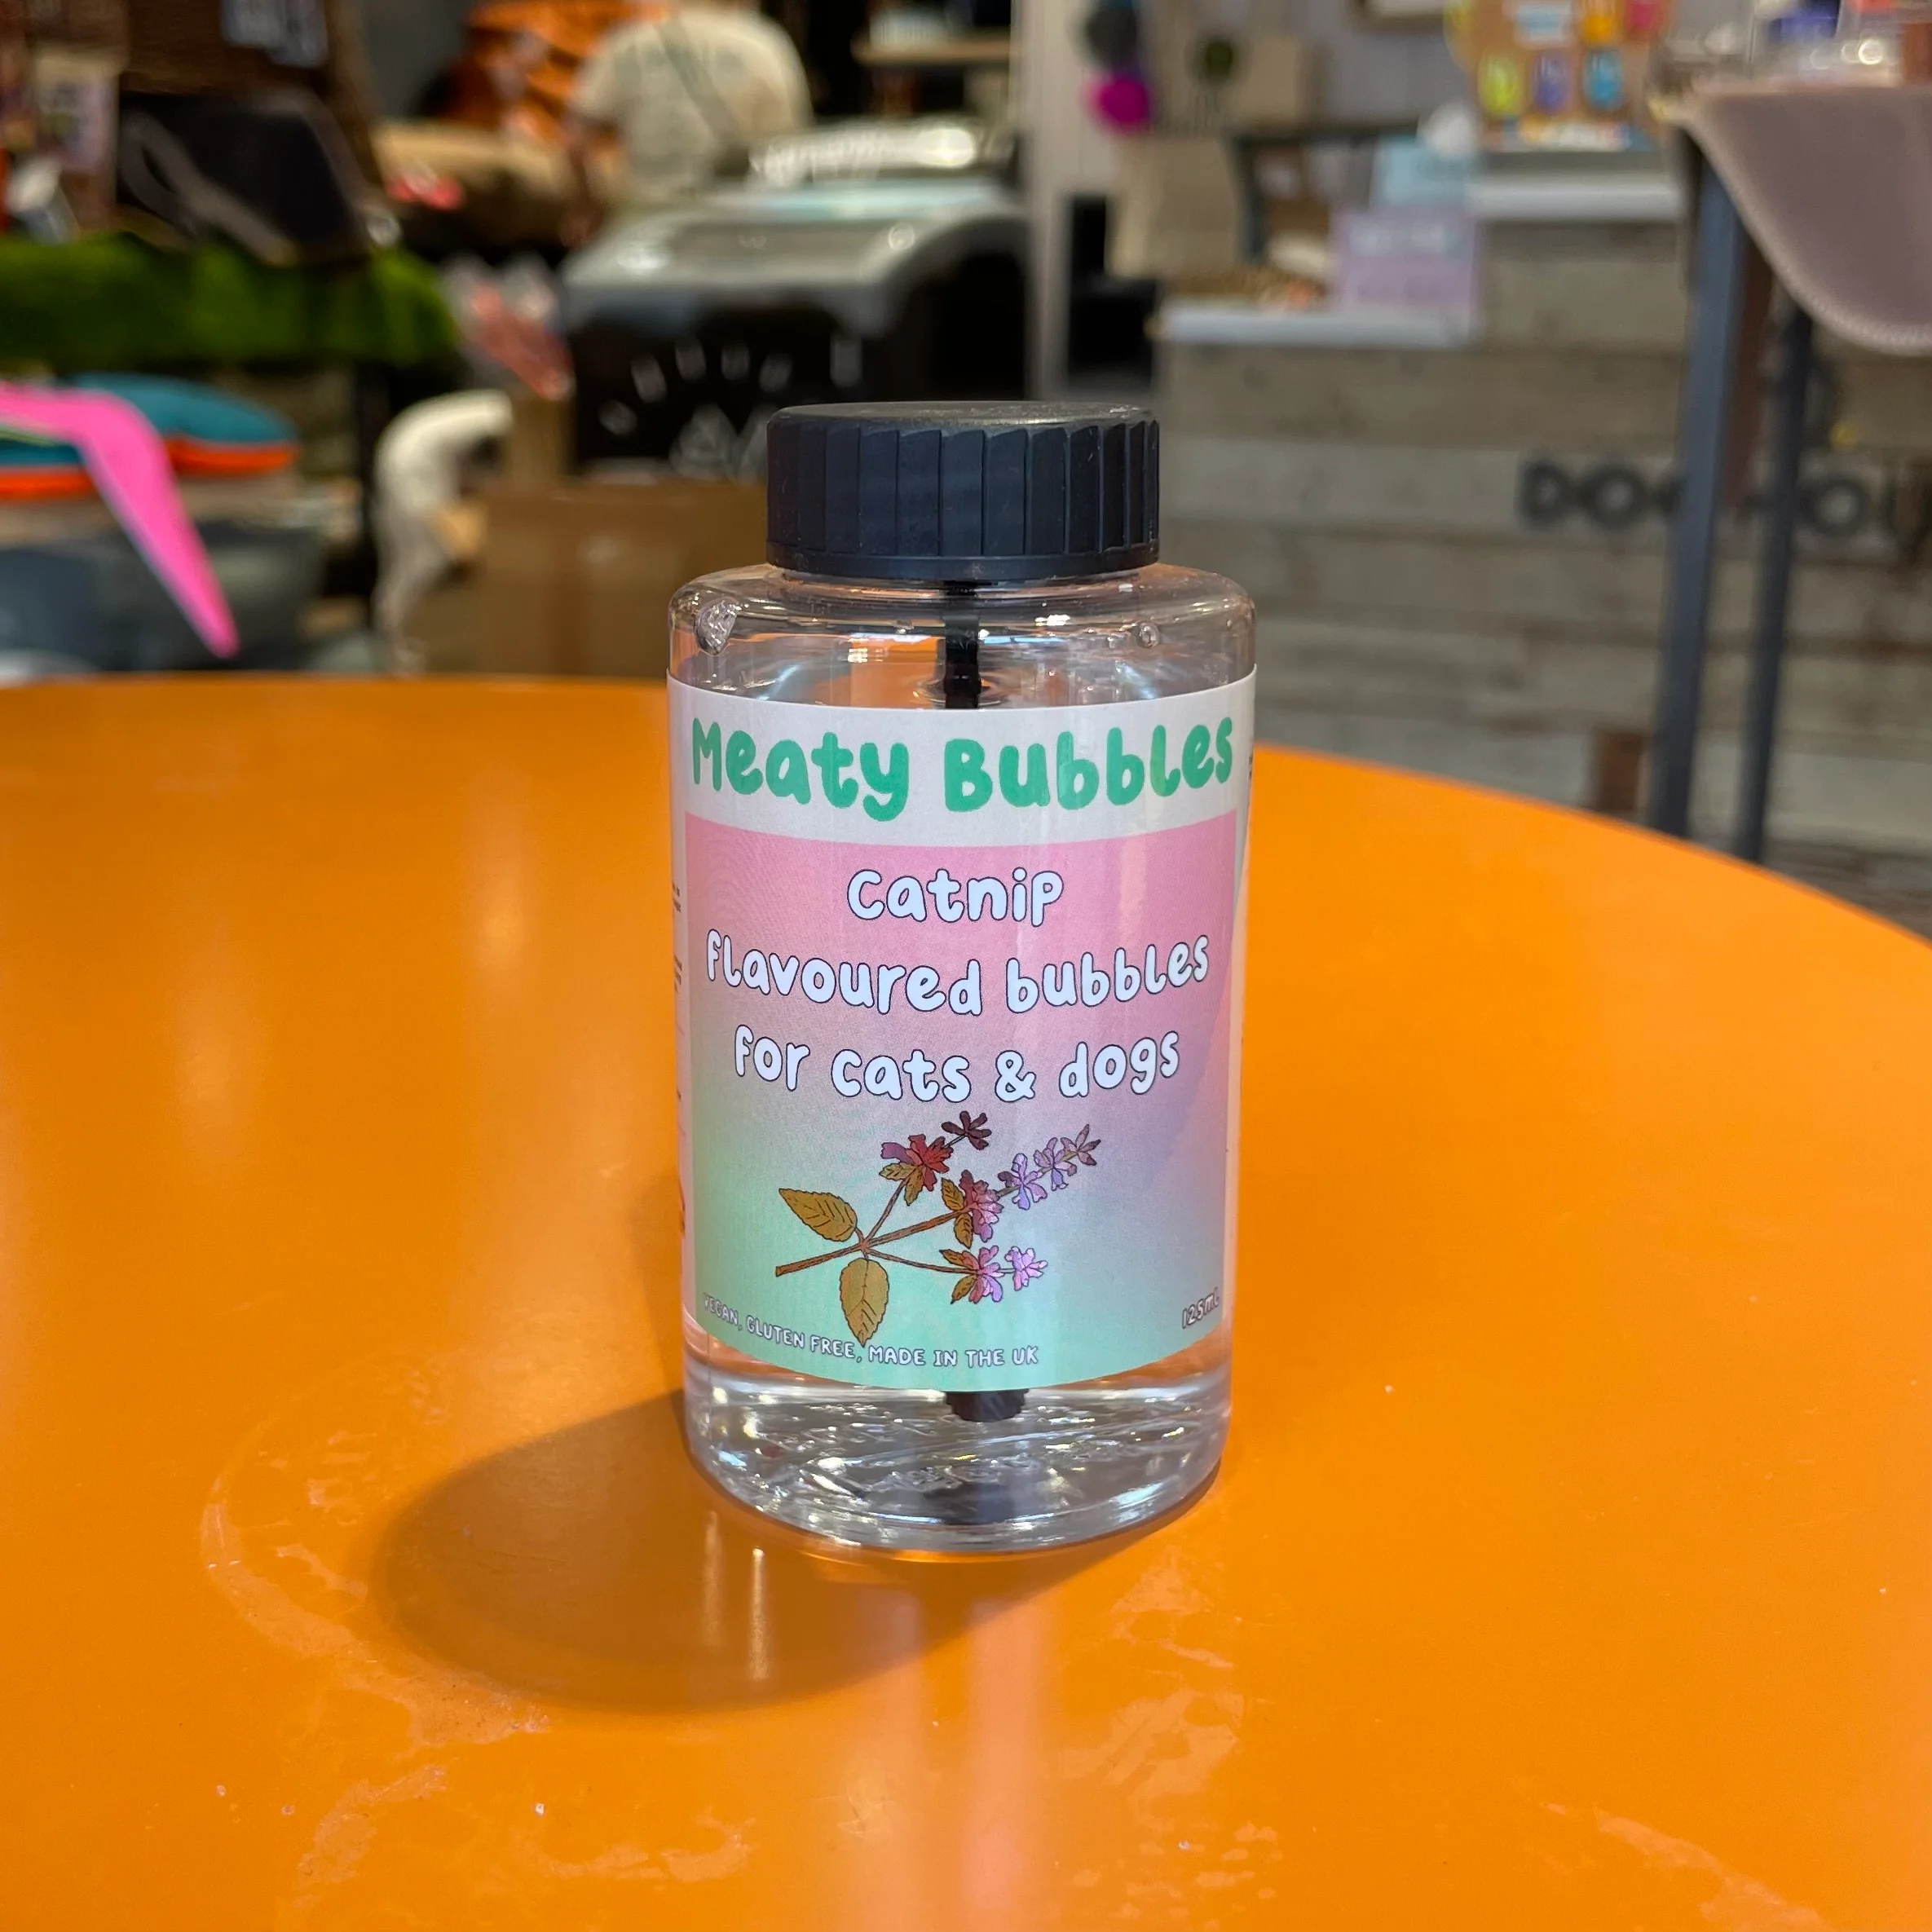 Meaty Bubbles
Catnip
flavoured bubbles
for cats & dogs
VEGAN, GLUTEN FREE, MADE IN THE UK
125mL